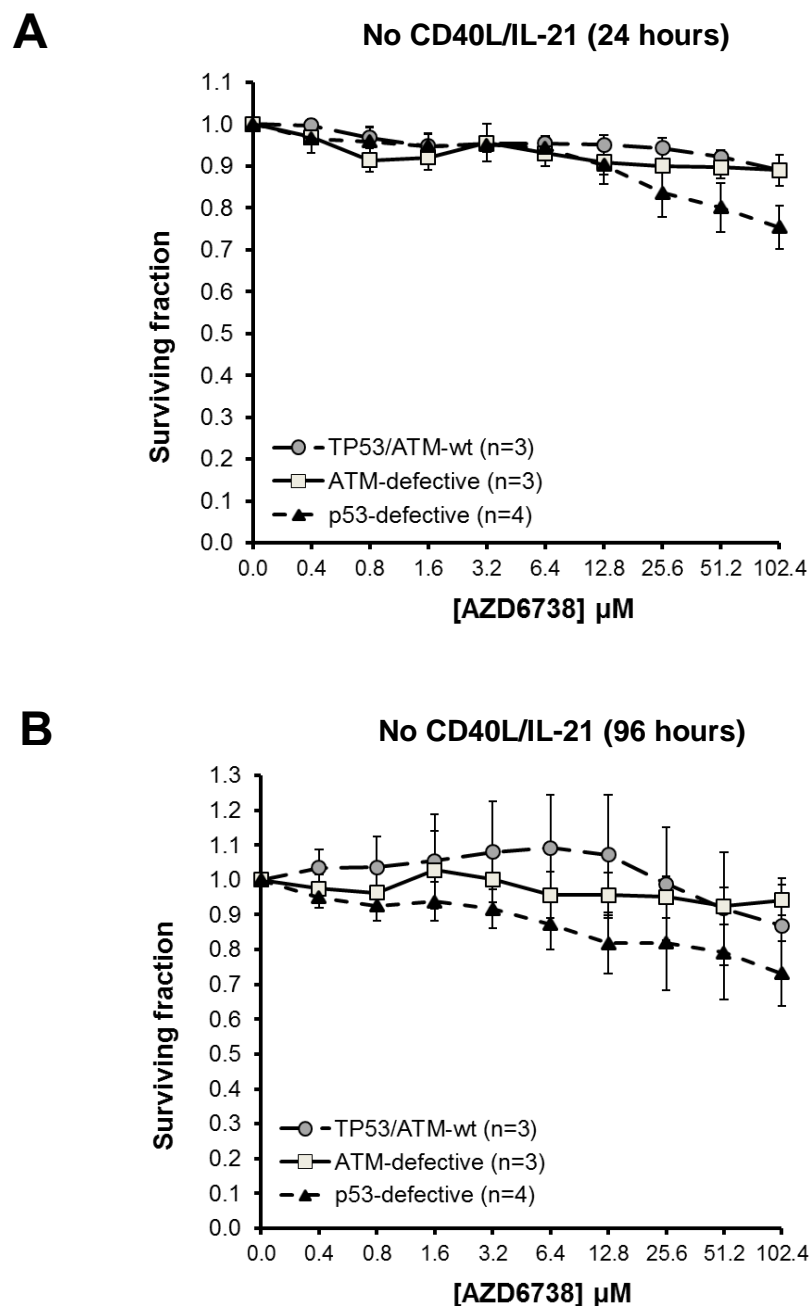 A
No CD40L/IL-21 (24 hours)
1.1
1.0
0.9
0.8
0.7
0.6
0.5
0.4
0.3
0.2
0.1
0.0
Surviving fraction
TP53/ATM-wt (n=3)
ATM-defective (n=3)
p53-defective (n=4)
0.0 0.4 0.8 1.6 3.2 6.4 12.8 25.6 51.2 102.4
[AZD6738] µM
B
No CD40L/IL-21 (96 hours)
1.3
1.2
1.1
1.0
0.9
0.8
0.7
0.6
0.5
0.4
0.3
0.2
0.1
0.0
Surviving fraction
TP53/ATM-wt (n=3)
ATM-defective (n=3)
p53-defective (n=4)
0.0 0.4 0.8 1.6 3.2 6.4 12.8 25.6 51.2 102.4
[AZD6738] µM